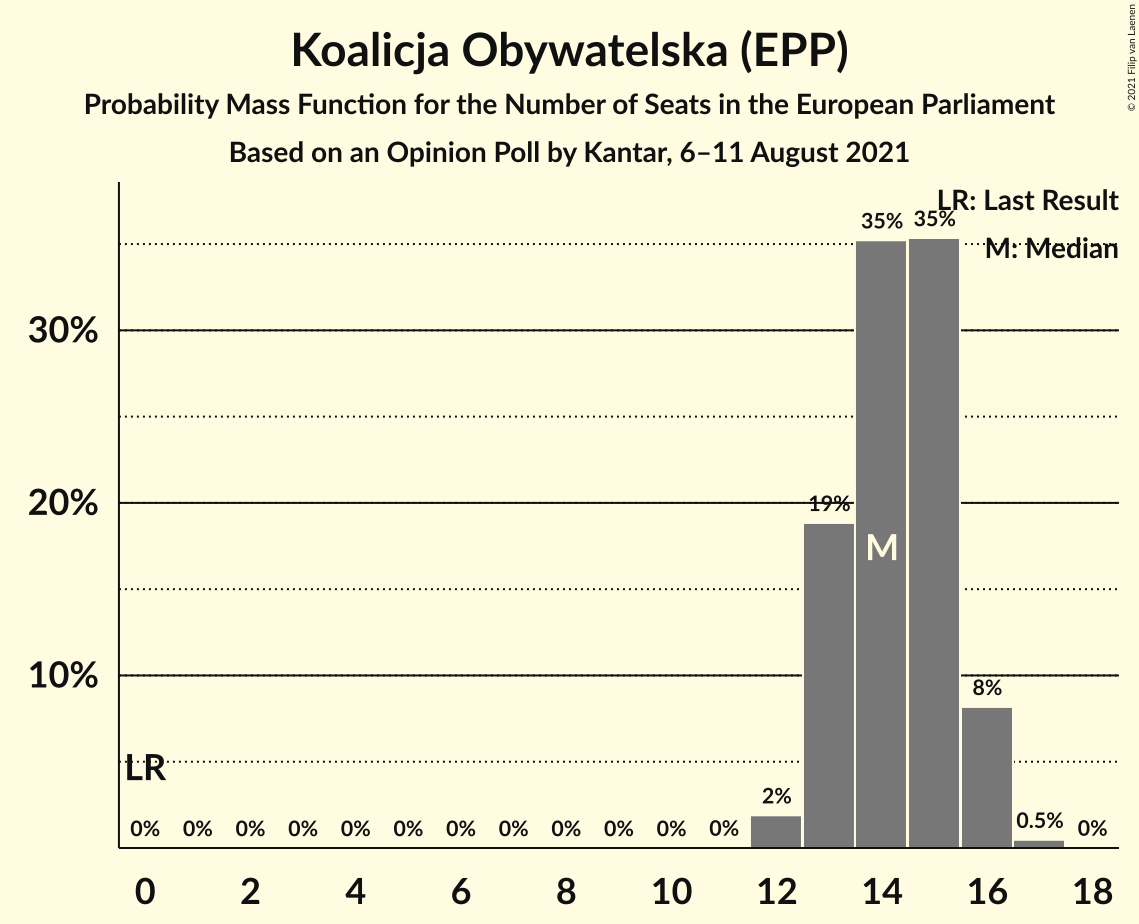 Koalicja Obywatelska (EPP)
Probability Mass Function for the Number of Seats in the European Parliament
Based on an Opinion Poll by Kantar, 6–11 August 2021
© 2021 Filip van Laenen
LR: Last Result
M: Median
35% 35%
30%
20%
19%
M
10%
8%
LR
2%
0% 0% 0% 0% 0% 0% 0% 0% 0% 0% 0% 0% 0.5% 0%
0 2 4 6 8 10 12 14 16 18